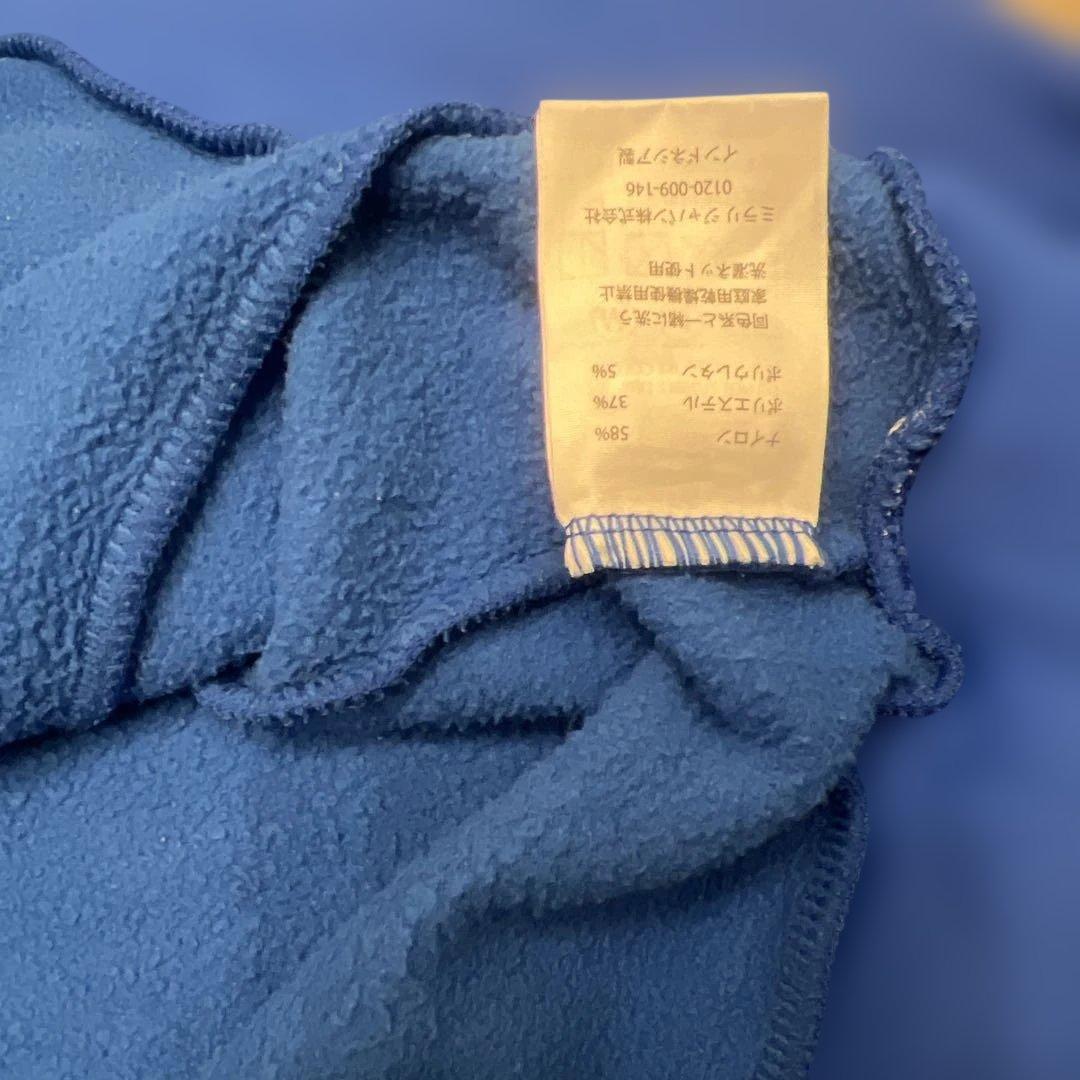 ナイロン 58%
ポリエステル 37%
ポリウレタン 5%
同色系と一緒に洗う
家庭用乾燥機使用禁止
洗濯ネット使用
ミラリジャパン株式会社
0120-009-146
インドネシア製